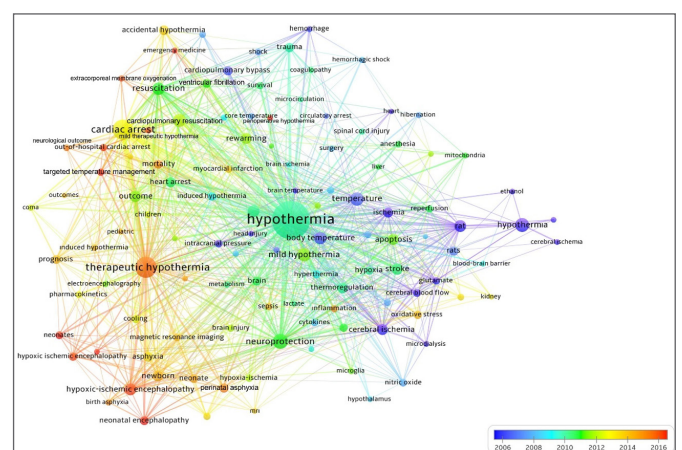 hemorrhage
accidental hypothermia
emergency medicine
shock
trauma
hemorrhagic shock
cardiopulmonary bypass
coagulopathy
extracorporeal membrane oxygenation
ventricular fibrillation
survival
resuscitation
microcirculation
heart
hibernation
cardiopulmonary resuscitation
core temperature
circulatory arrest
perioperative hypothermia
cardiac arrest
mild therapeutic hypothermia
spinal cord injury
neurological outcome
rewarming
anesthesia
out-of-hospital cardiac arrest
surgery
mitochondria
mortality
brain ischemia
myocardial infarction
liver
targeted temperature management
heart arrest
brain temperature
ethanol
outcomes
outcome
induced hypothermia
temperature
coma
children
hypothermia
ischemia
reperfusion
pediatric
head injury
rat
hypothermia
induced hypothermia
intracranial pressure
body temperature
apoptosis
cerebral ischemia
rats
prognosis
mild hypothermia
blood-brain barrier
therapeutic hypothermia
hyperthermia
hypoxia
stroke
electroencephalography
metabolism
brain
thermoregulation
glutamate
pharmacokinetics
cerebral blood flow
kidney
sepsis
lactate
inflammation
oxidative stress
cooling
cytokines
neonates
brain injury
cerebral ischemia
magnetic resonance imaging
neuroprotection
microdialysis
hypoxic ischemic encephalopathy
asphyxia
newborn
neonate
hypoxia-ischemia
microglia
nitric oxide
hypoxic-ischemic encephalopathy
perinatal asphyxia
hypothalamus
birth asphyxia
mri
neonatal encephalopathy
2006 2008 2010 2012 2014 2016